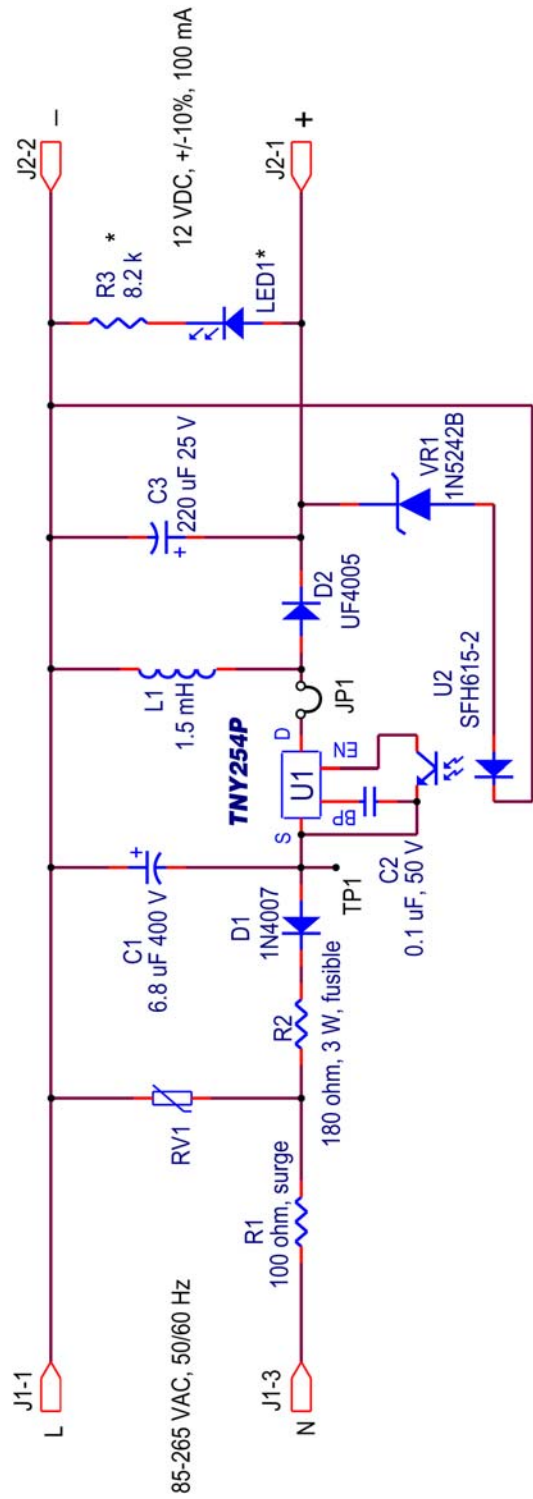 J1-1
L
85-265 VAC, 50/60 Hz
J1-3
N
R1
100 ohm, surge
RV1
R2
180 ohm, 3 W, fusible
C1
6.8 uF 400 V
+
D1
1N4007
TP1
TNY254P
U1
S
D
BP
EN
C2
0.1 uF, 50 V
JP1
L1
1.5 mH
U2
SFH615-2
D2
UF4005
C3
220 uF 25 V
+
VR1
1N5242B
R3 *
8.2 k
LED1*
12 VDC, +/-10%, 100 mA
J2-2
–
J2-1
+